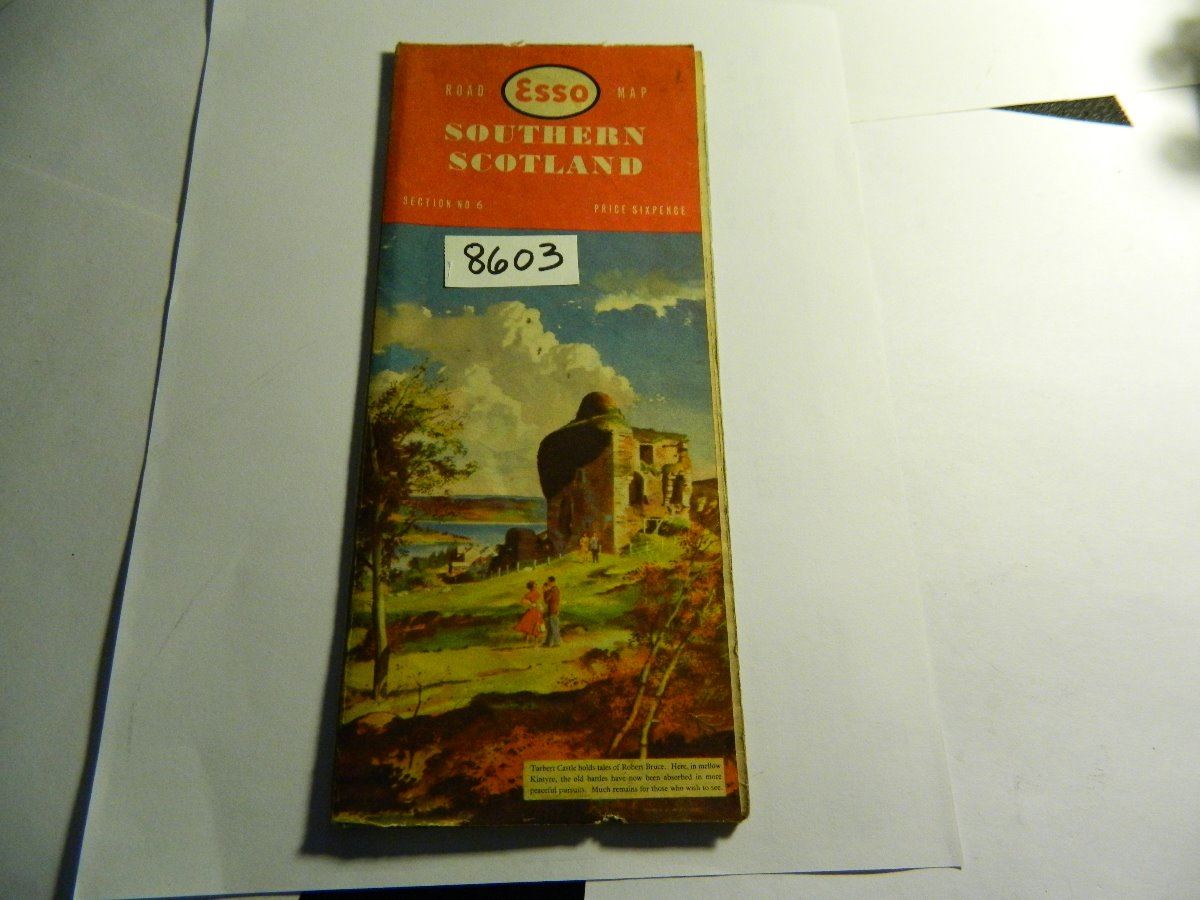 ROAD Esso MAP
SOUTHERN
SCOTLAND
SECTION NO 6 PRICE SIXPENCE
8603
Tarbert Castle holds tales of Robert Bruce. Here, in mellow
Kintyre, the old battles have now been absorbed in more
peaceful pursuits. Much remains for those who wish to see.